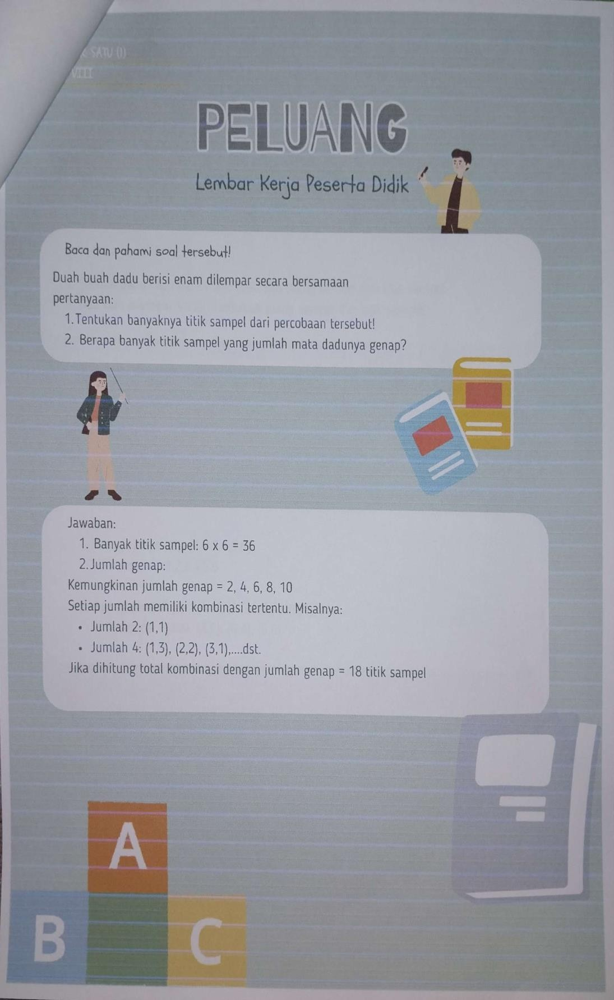 SATU (1)
VIII
PELUANG
Lembar Kerja Peserta Didik
Baca dan pahami soal tersebut!
Duah buah dadu berisi enam dilempar secara bersamaan
pertanyaan:
1. Tentukan banyaknya titik sampel dari percobaan tersebut!
2. Berapa banyak titik sampel yang jumlah mata dadunya genap?
Jawaban:
1. Banyak titik sampel: 6 x 6 = 36
2. Jumlah genap:
Kemungkinan jumlah genap = 2, 4, 6, 8, 10
Setiap jumlah memiliki kombinasi tertentu. Misalnya:
• Jumlah 2: (1,1)
• Jumlah 4: (1,3), (2,2), (3,1),....dst.
Jika dihitung total kombinasi dengan jumlah genap = 18 titik sampel
A
B C